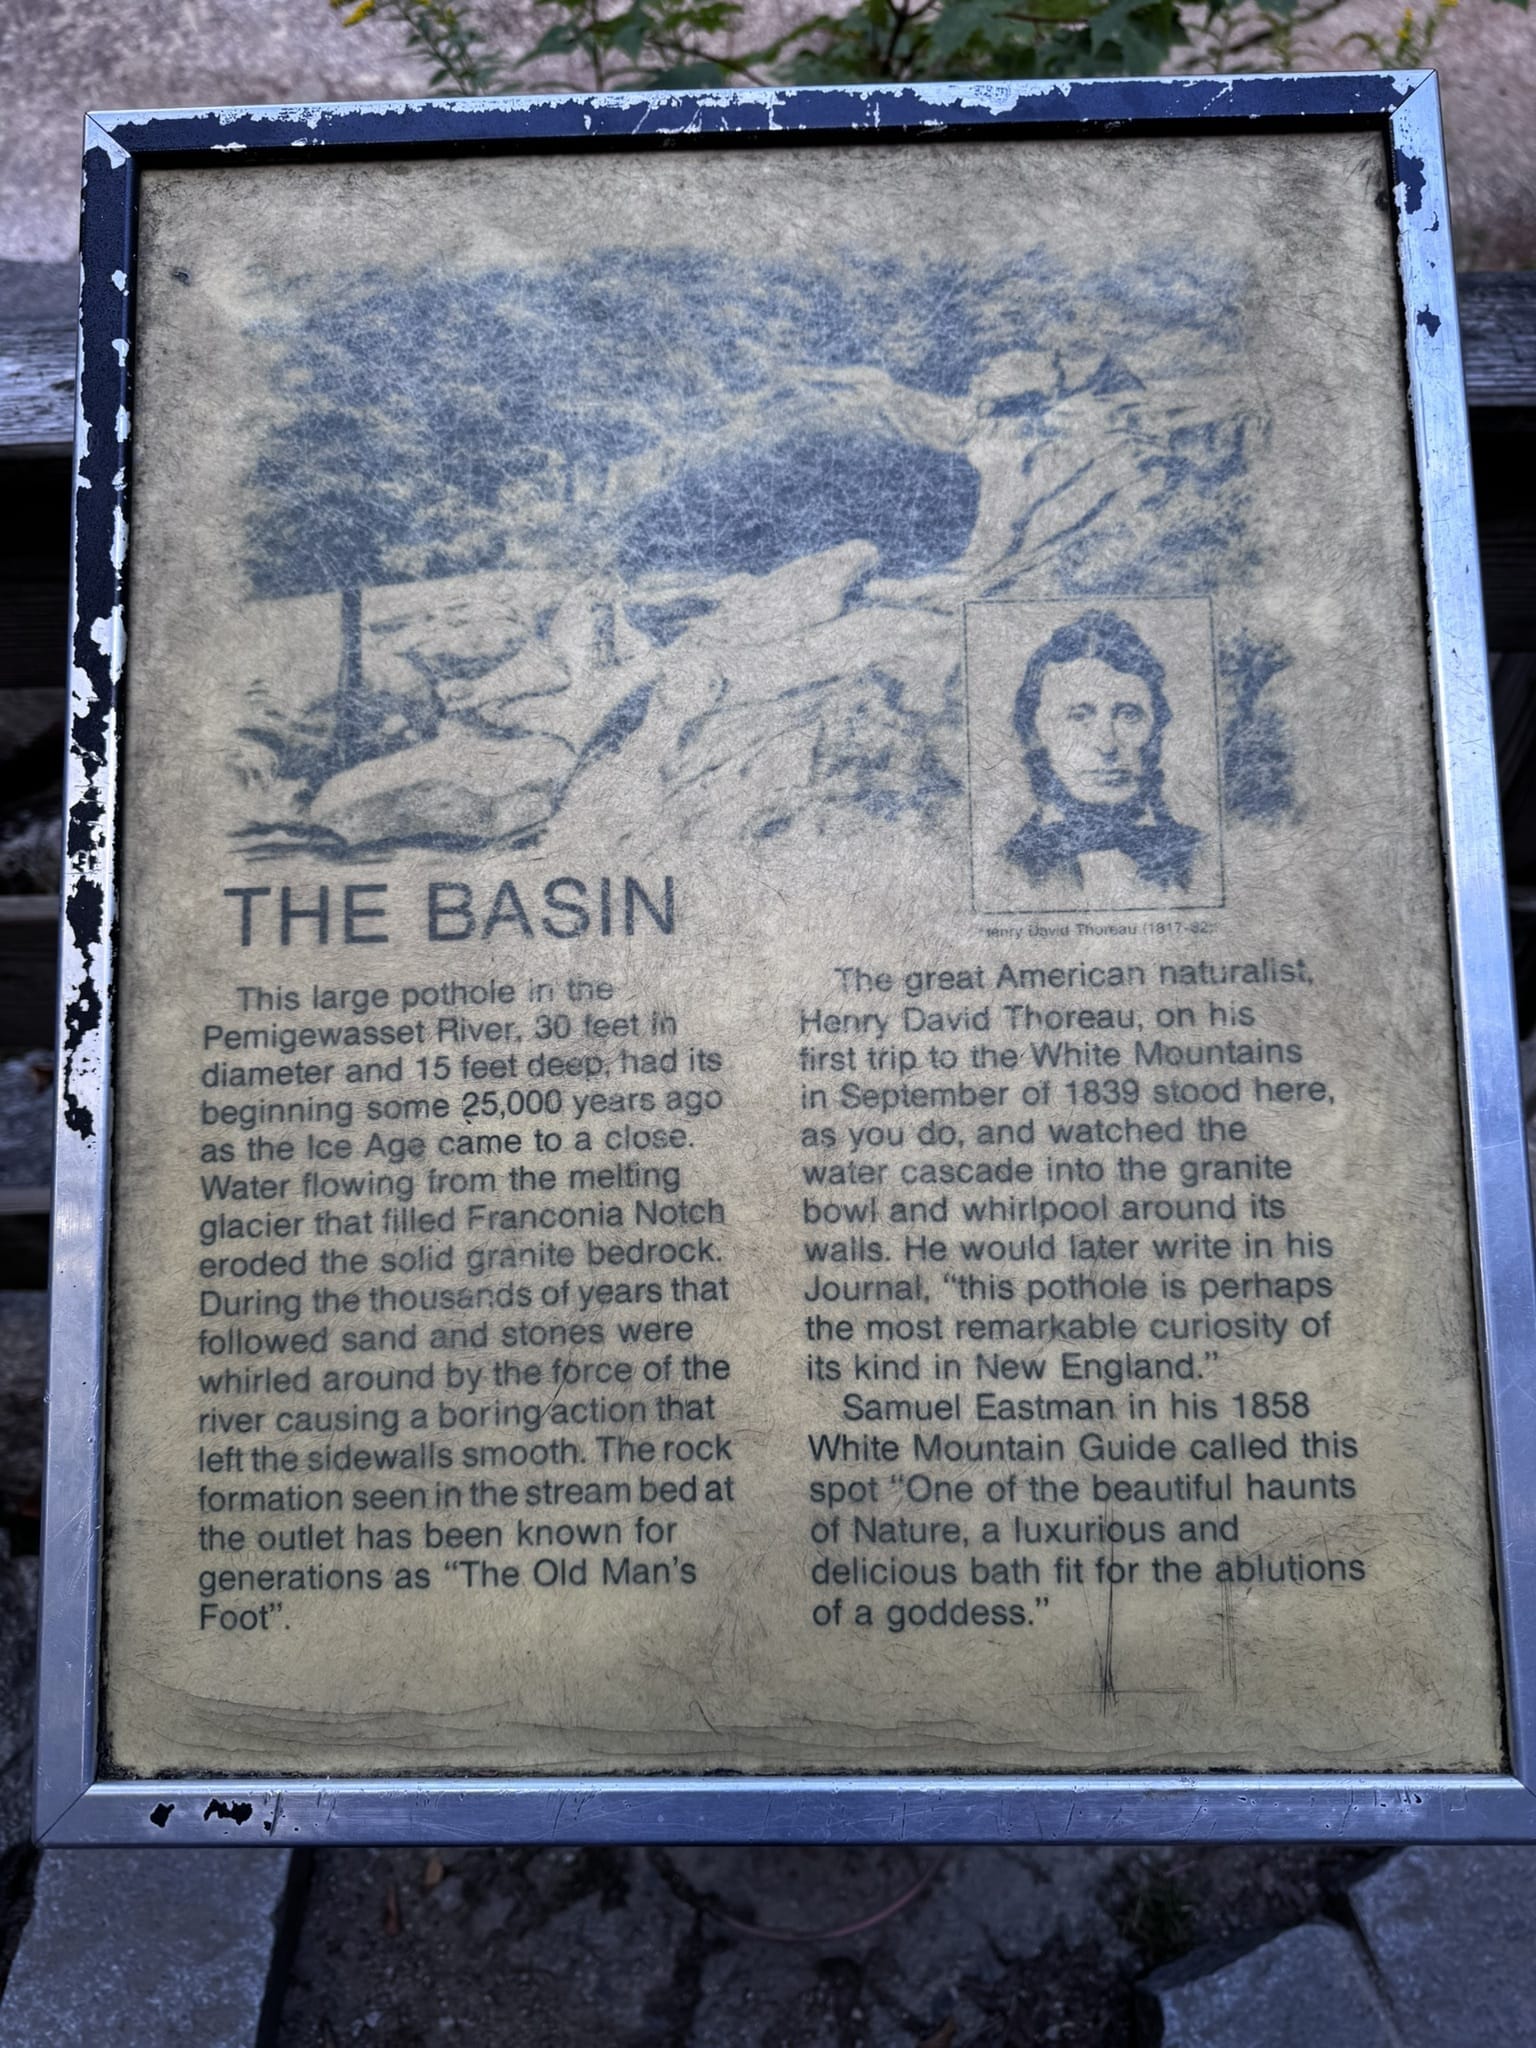 Henry David Thoreau (1817-62)
THE BASIN
This large pothole in the
Pemigewasset River, 30 feet in
diameter and 15 feet deep, had its
beginning some 25,000 years ago
as the Ice Age came to a close.
Water flowing from the melting
glacier that filled Franconia Notch
eroded the solid granite bedrock.
During the thousands of years that
followed sand and stones were
whirled around by the force of the
river causing a boring action that
left the sidewalls smooth. The rock
formation seen in the stream bed at
the outlet has been known for
generations as “The Old Man’s
Foot”.
The great American naturalist,
Henry David Thoreau, on his
first trip to the White Mountains
in September of 1839 stood here,
as you do, and watched the
water cascade into the granite
bowl and whirlpool around its
walls. He would later write in his
Journal, “this pothole is perhaps
the most remarkable curiosity of
its kind in New England.”
Samuel Eastman in his 1858
White Mountain Guide called this
spot “One of the beautiful haunts
of Nature, a luxurious and
delicious bath fit for the ablutions
of a goddess.”